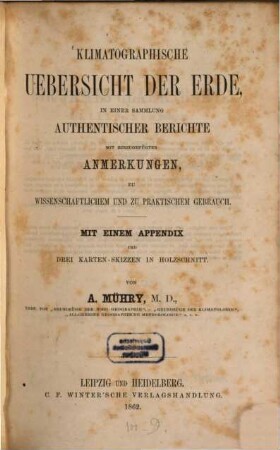 KLIMATOGRAPHISCHE
UEBERSICHT DER ERDE,
IN EINER SAMMLUNG
AUTHENTISCHER BERICHTE
MIT HINZUGEFÜGTEN
ANMERKUNGEN,
ZU
WISSENSCHAFTLICHEM UND ZU PRAKTISCHEM GEBRAUCH.
MIT EINEM APPENDIX
UND
DREI KARTEN-SKIZZEN IN HOLZSCHNITT.
VON
A. MÜHRY, M. D.,
LEIPZIG UND HEIDELBERG.
C. F. WINTER'SCHE VERLAGSHANDLUNG.
1862.